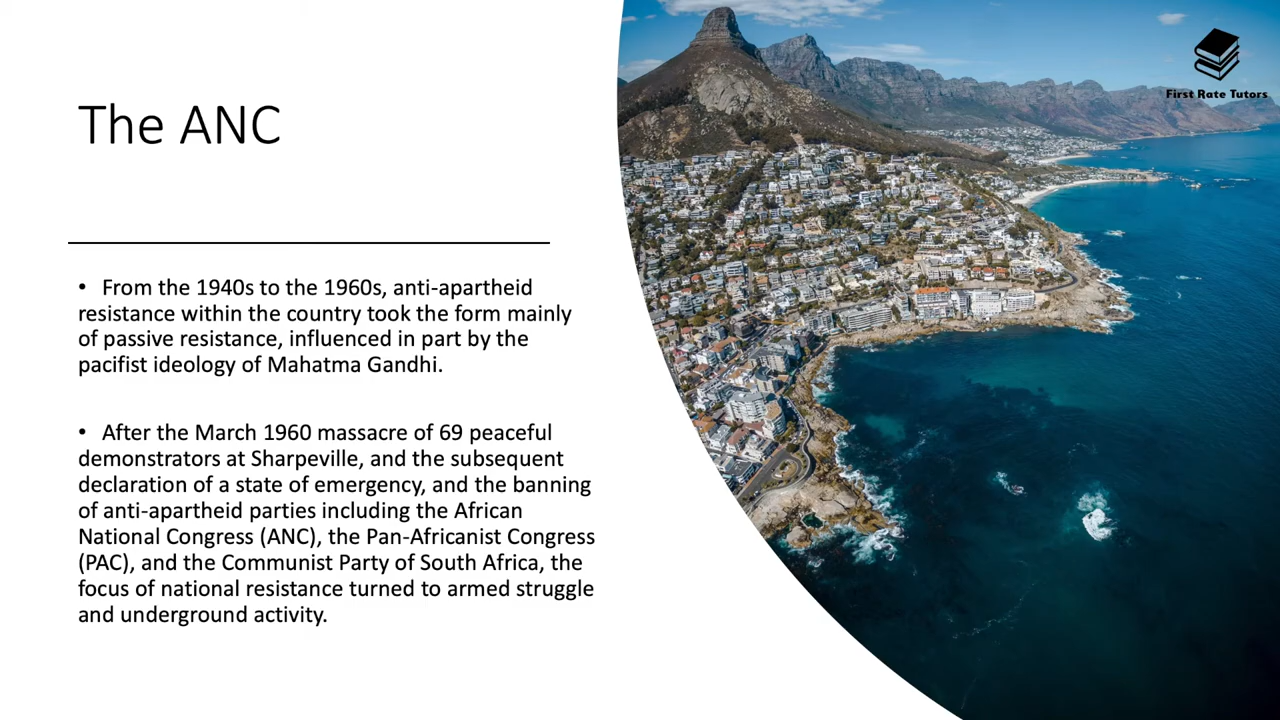 The ANC
First Rate Tutors
• From the 1940s to the 1960s, anti-apartheid
resistance within the country took the form mainly
of passive resistance, influenced in part by the
pacifist ideology of Mahatma Gandhi.
• After the March 1960 massacre of 69 peaceful
demonstrators at Sharpeville, and the subsequent
declaration of a state of emergency, and the banning
of anti-apartheid parties including the African
National Congress (ANC), the Pan-Africanist Congress
(PAC), and the Communist Party of South Africa, the
focus of national resistance turned to armed struggle
and underground activity.